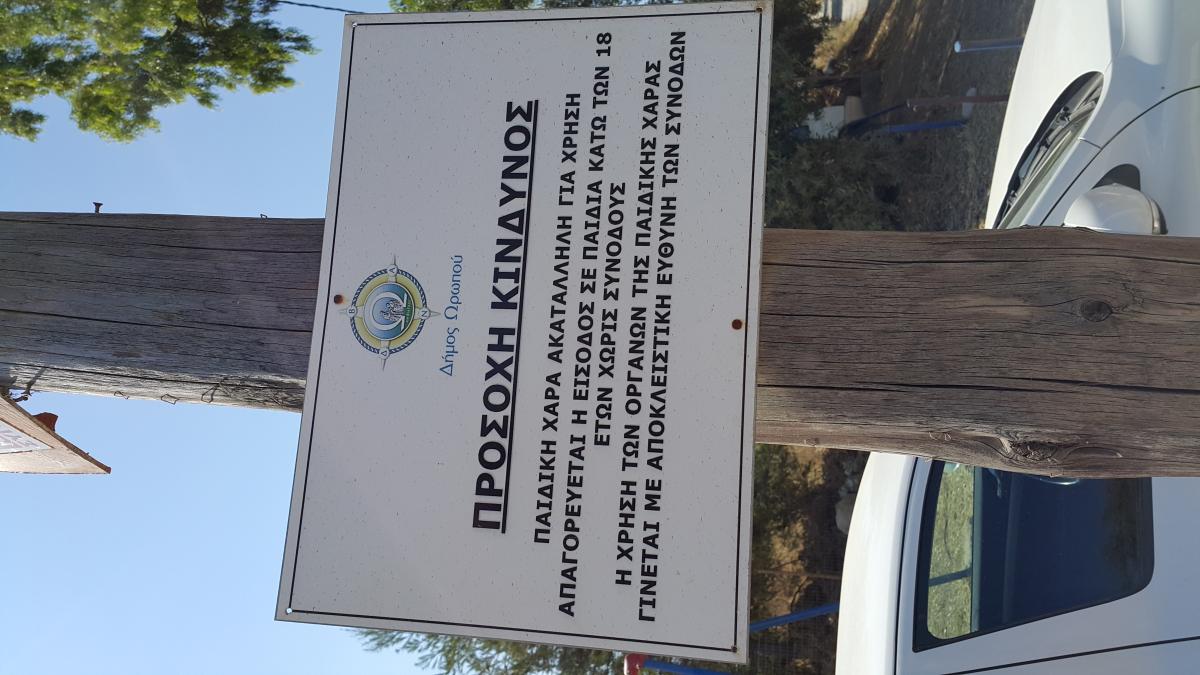 Δήμος Ωρωπού
ΠΡΟΣΟΧΗ ΚΙΝΔΥΝΟΣ
ΠΑΙΔΙΚΗ ΧΑΡΑ ΑΚΑΤΑΛΛΗΛΗ ΓΙΑ ΧΡΗΣΗ
ΑΠΑΓΟΡΕΥΕΤΑΙ Η ΕΙΣΟΔΟΣ ΣΕ ΠΑΙΔΙΑ ΚΑΤΩ ΤΩΝ 18
ΕΤΩΝ ΧΩΡΙΣ ΣΥΝΟΔΟΥΣ
Η ΧΡΗΣΗ ΤΩΝ ΟΡΓΑΝΩΝ ΤΗΣ ΠΑΙΔΙΚΗΣ ΧΑΡΑΣ
ΓΙΝΕΤΑΙ ΜΕ ΑΠΟΚΛΕΙΣΤΙΚΗ ΕΥΘΥΝΗ ΤΩΝ ΣΥΝΟΔΩΝ